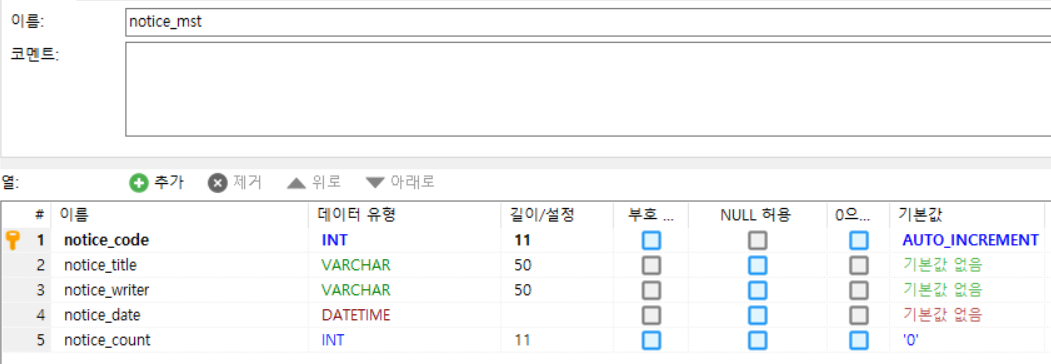 이름: notice_mst
코멘트:
열: 추가 제거 위로 아래로
# 이름 데이터 유형 길이/설정 부호 ... NULL 허용 0으... 기본값
1 notice_code INT 11 AUTO_INCREMENT
2 notice_title VARCHAR 50 기본값 없음
3 notice_writer VARCHAR 50 기본값 없음
4 notice_date DATETIME 기본값 없음
5 notice_count INT 11 '0'